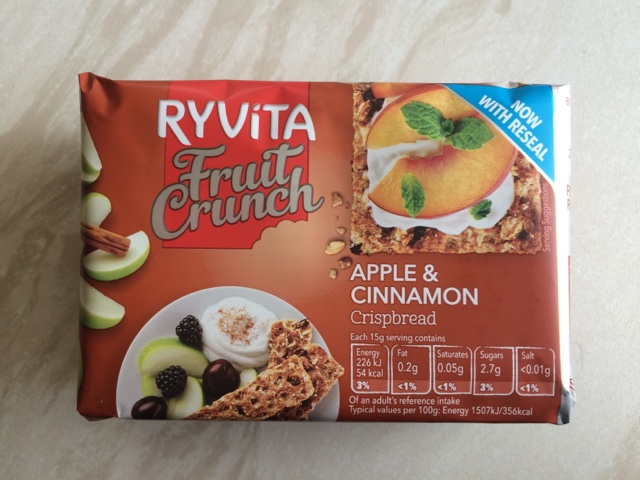 RYVITA
Fruit
Crunch
NOW
WITH RESEAL
Serving Suggestion
APPLE &
CINNAMON
Crispbread
Each 15g serving contains
Energy
226 kJ
54 kcal
3%
Fat
0.2g
<1%
Saturates
0.05g
<1%
Sugars
2.7g
3%
Salt
<0.01g
<1%
Of an adult's reference intake
Typical values per 100g: Energy 1507kJ/356kcal